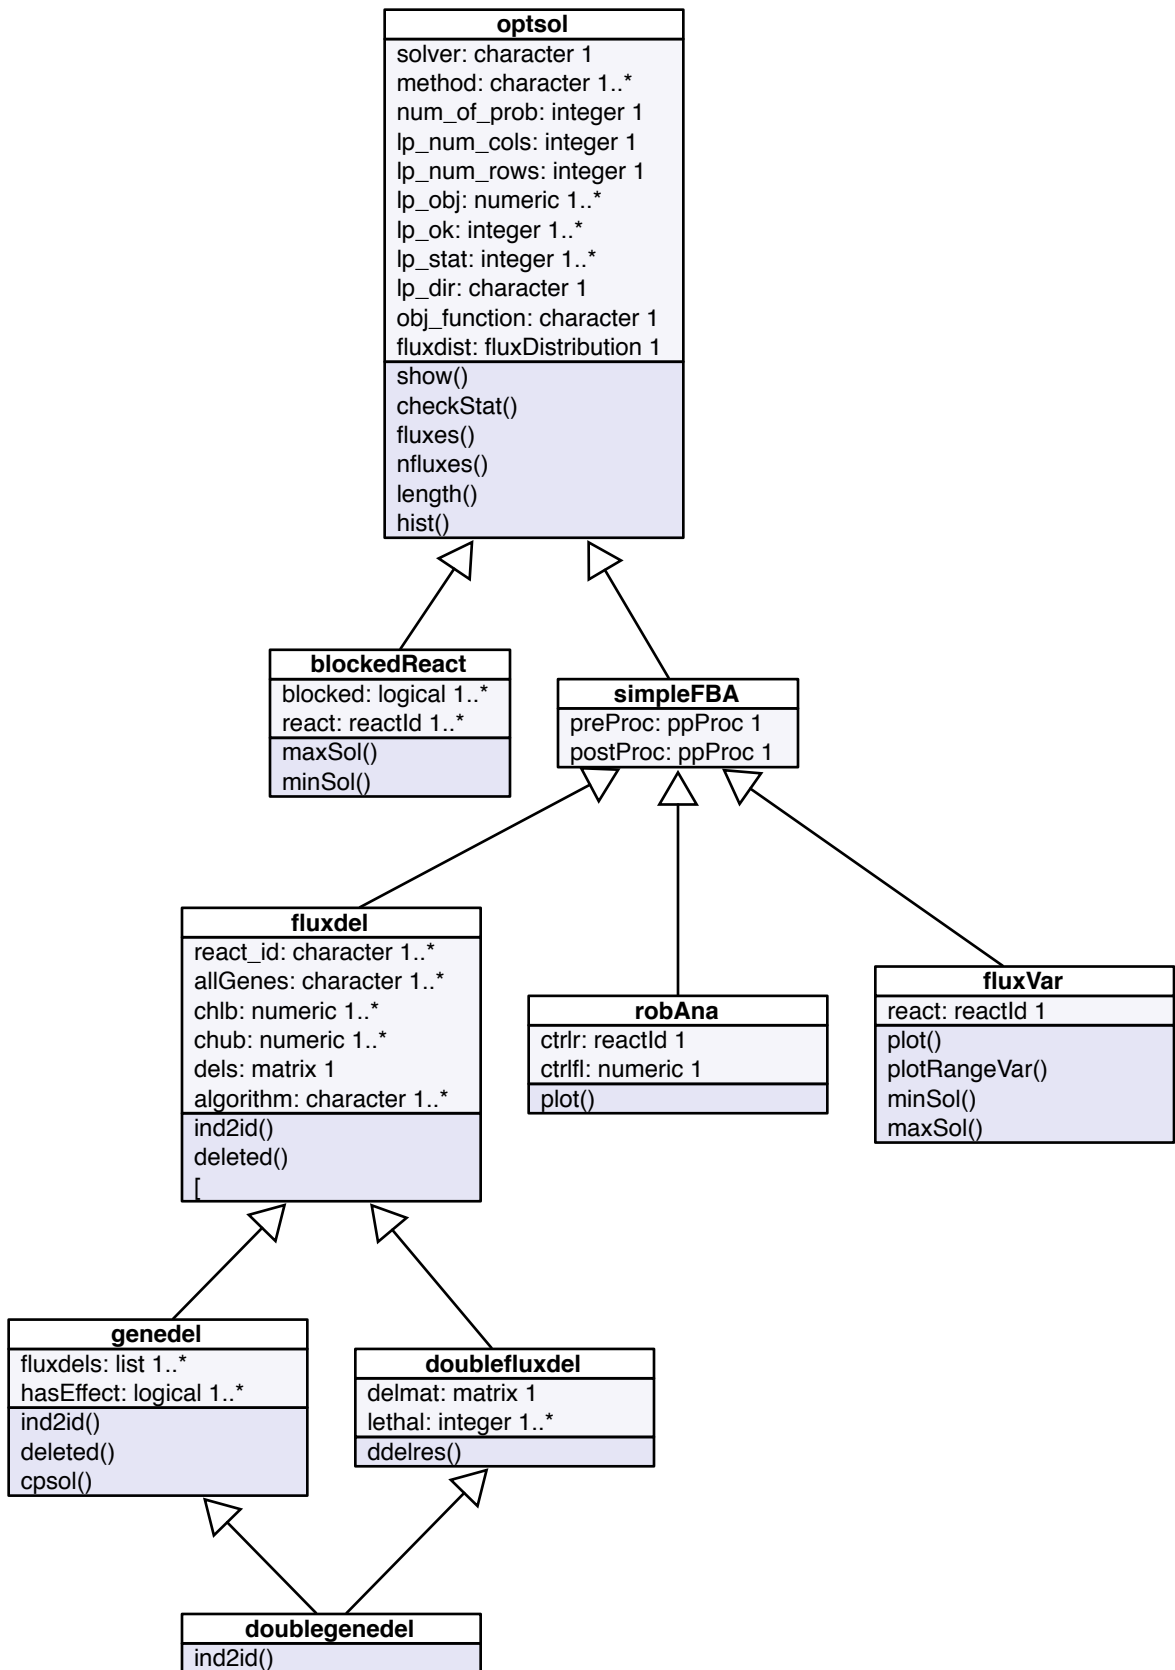 optsol
solver: character 1
method: character 1..*
num_of_prob: integer 1
lp_num_cols: integer 1
lp_num_rows: integer 1
lp_obj: numeric 1..*
lp_ok: integer 1..*
lp_stat: integer 1..*
lp_dir: character 1
obj_function: character 1
fluxdist: fluxDistribution 1
show()
checkStat()
fluxes()
nfluxes()
length()
hist()
blockedReact
blocked: logical 1..*
react: reactId 1..*
maxSol()
minSol()
simpleFBA
preProc: ppProc 1
postProc: ppProc 1
fluxdel
react_id: character 1..*
allGenes: character 1..*
chlb: numeric 1..*
chub: numeric 1..*
dels: matrix 1
algorithm: character 1..*
ind2id()
deleted()
[
robAna
ctrlr: reactId 1
ctrlfl: numeric 1
plot()
fluxVar
react: reactId 1
plot()
plotRangeVar()
minSol()
maxSol()
genedel
fluxdels: list 1..*
hasEffect: logical 1..*
ind2id()
deleted()
cpsol()
doublefluxdel
delmat: matrix 1
lethal: integer 1..*
ddelres()
doublegenedel
ind2id()